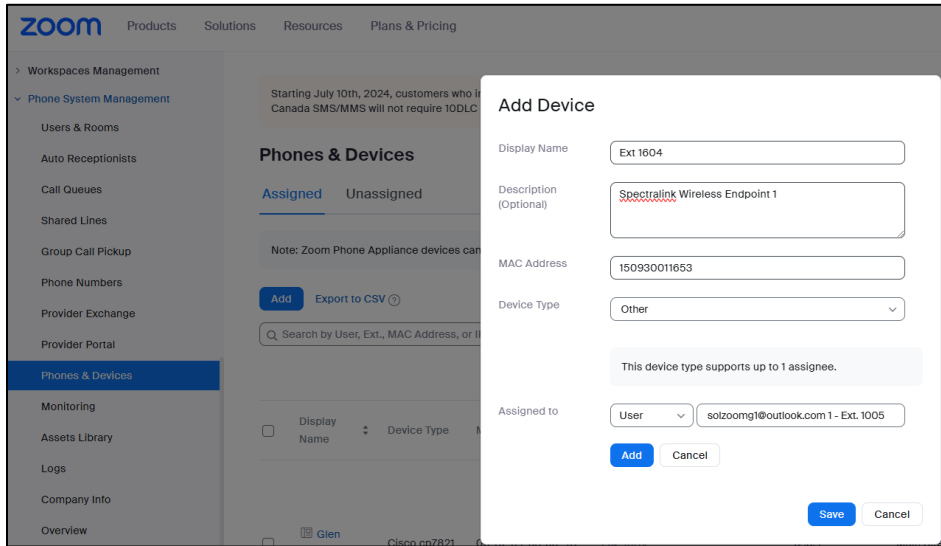 zoom Products Solutions Resources Plans & Pricing
Workspaces Management
Phone System Management
Users & Rooms
Auto Receptionists
Call Queues
Shared Lines
Group Call Pickup
Phone Numbers
Provider Exchange
Provider Portal
Phones & Devices
Monitoring
Assets Library
Logs
Company Info
Overview
Starting July 10th, 2024, customers who
Canada SMS/MMS will not require 10DLC
Phones & Devices
Assigned Unassigned
Note: Zoom Phone Appliance devices can
Add Export to CSV
Search by User, Ext., MAC Address, or
Display
Name
Device Type
Glen
Cisco cp7821
Add Device
Display Name Ext 1604
Description
(Optional)
Spectralink Wireless Endpoint 1
MAC Address 150930011653
Device Type Other
This device type supports up to 1 assignee.
Assigned to User solzoomg1@outlook.com 1 - Ext. 1005
Add Cancel
Save Cancel